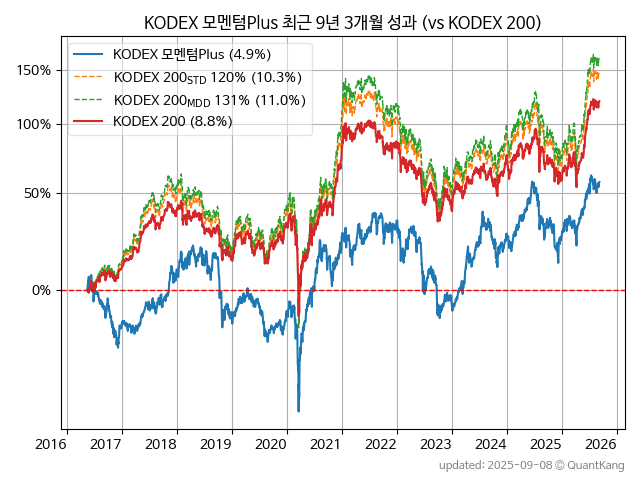 KODEX 모멘텀Plus 최근 9년 3개월 성과 (vs KODEX 200)
KODEX 모멘텀Plus (4.9%)
KODEX 200STD 120% (10.3%)
KODEX 200MDD 131% (11.0%)
KODEX 200 (8.8%)
150%
100%
50%
0%
2016 2017 2018 2019 2020 2021 2022 2023 2024 2025 2026
updated: 2025-09-08 © QuantKang